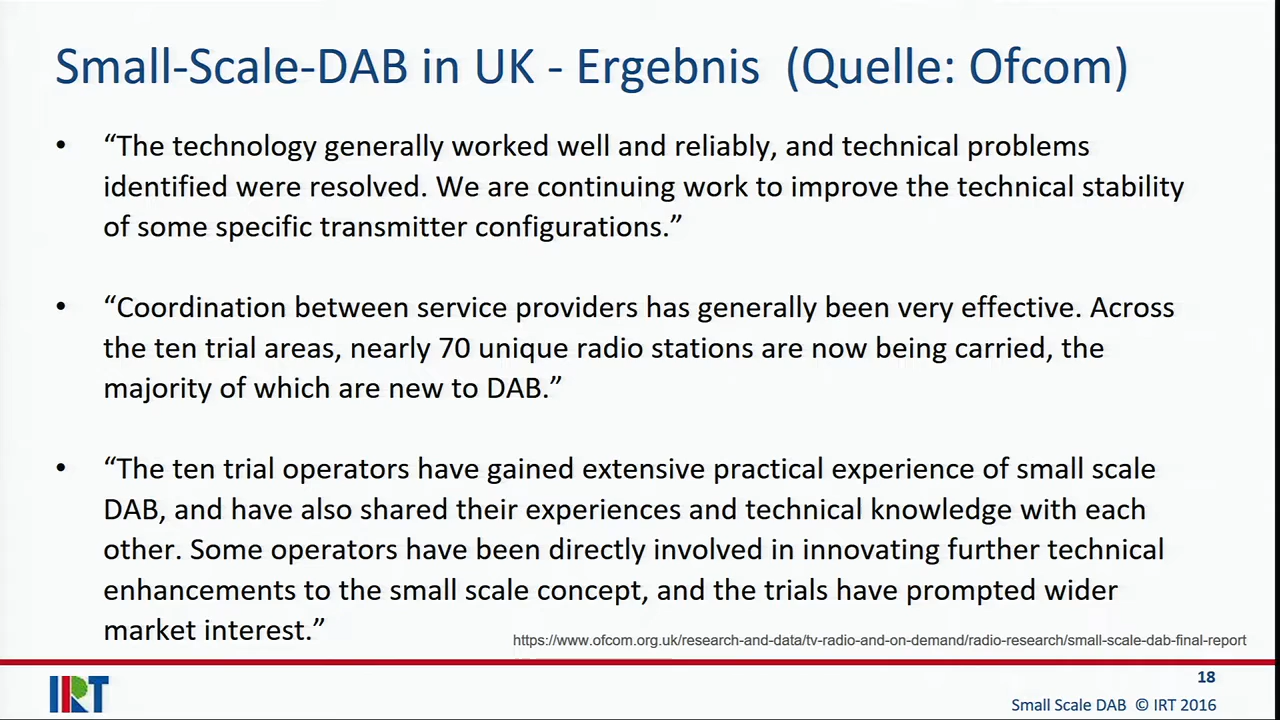 Small-Scale-DAB in UK - Ergebnis (Quelle: Ofcom)
• “The technology generally worked well and reliably, and technical problems
identified were resolved. We are continuing work to improve the technical stability
of some specific transmitter configurations.”
• “Coordination between service providers has generally been very effective. Across
the ten trial areas, nearly 70 unique radio stations are now being carried, the
majority of which are new to DAB.”
• “The ten trial operators have gained extensive practical experience of small scale
DAB, and have also shared their experiences and technical knowledge with each
other. Some operators have been directly involved in innovating further technical
enhancements to the small scale concept, and the trials have prompted wider
market interest.”
https://www.ofcom.org.uk/research-and-data/tv-radio-and-on-demand/radio-research/small-scale-dab-final-report
IRT
18
Small Scale DAB © IRT 2016